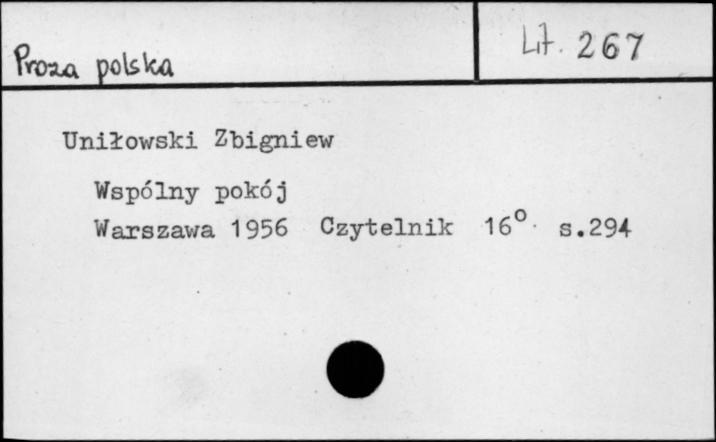 Proza polska
Lit. 267
Uniłowski Zbigniew
Wspólny pokój
Warszawa 1956 Czytelnik 16° s.294